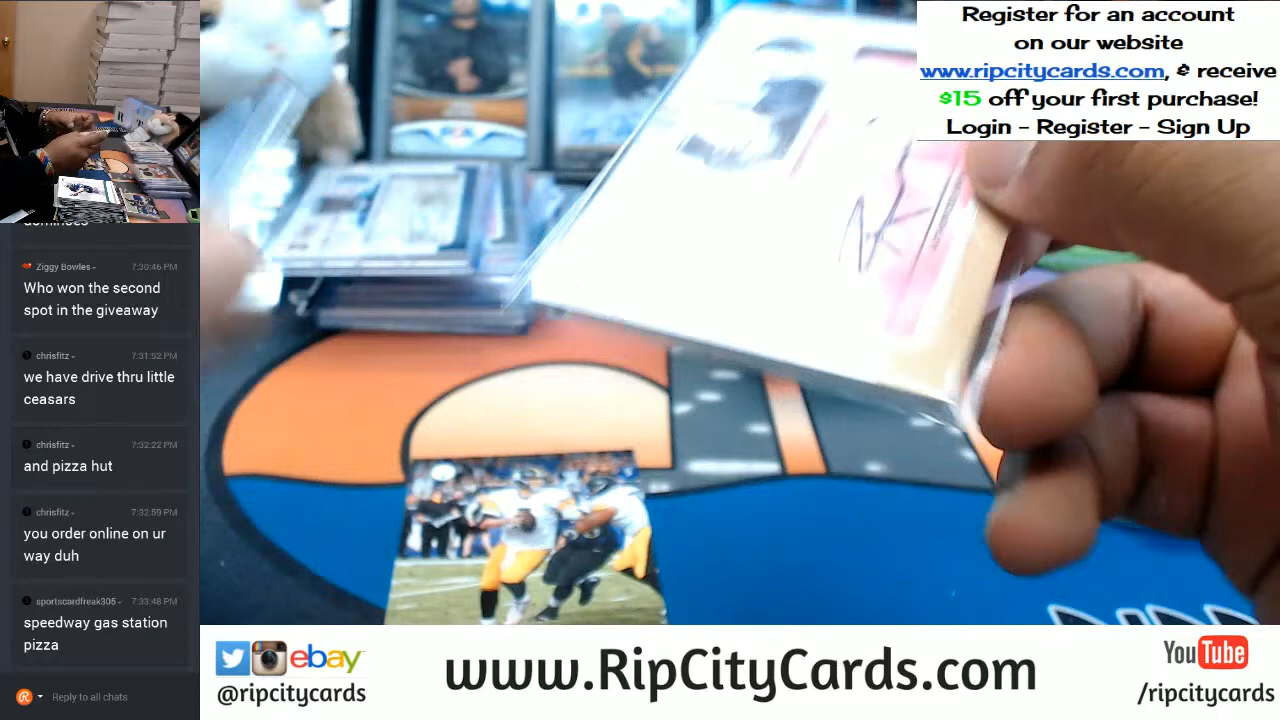 Register for an account
on our website
www.ripcitycards.com, & receive
$15 off your first purchase!
Login - Register - Sign Up
Ziggy Bowles 7:30:46 PM
Who won the second
spot in the giveaway
chrisfitz 7:31:52 PM
we have drive thru little
ceasars
chrisfitz 7:32:22 PM
and pizza hut
chrisfitz 7:32:59 PM
you order online on ur
way duh
sportscardfreak305 7:33:48 PM
speedway gas station
pizza
Reply to all chats
ebay
@ripcitycards
www.RipCityCards.com
YouTube
/ripcitycards